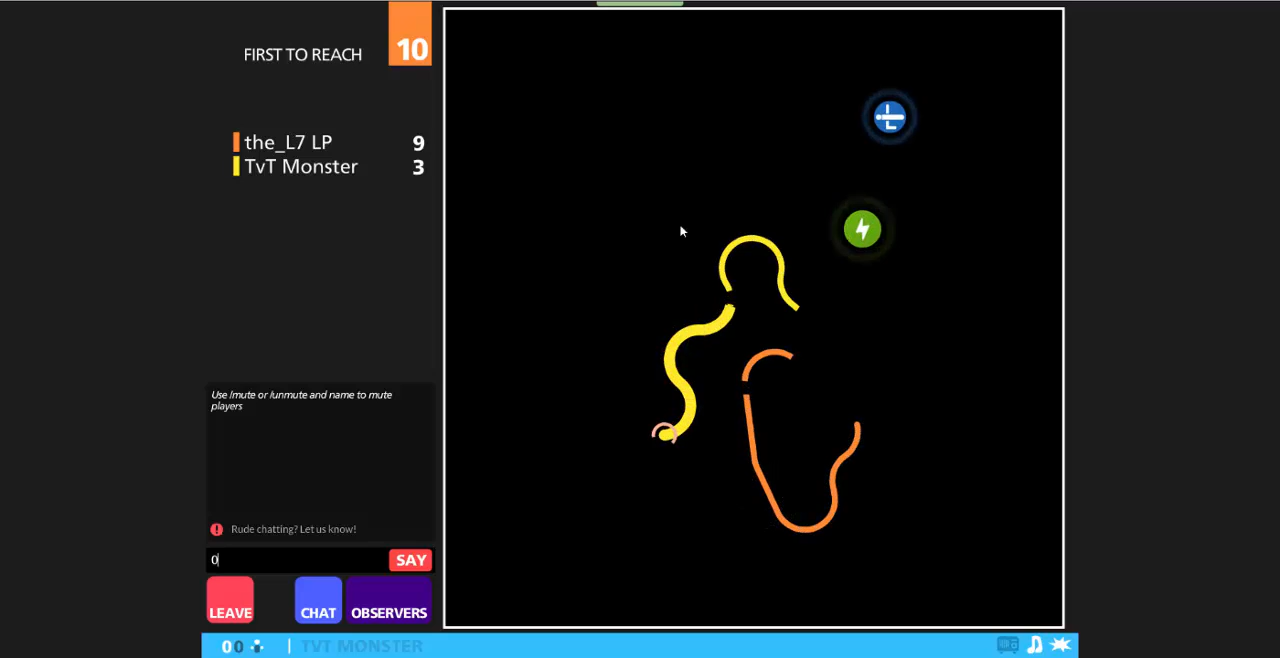 10
FIRST TO REACH
the_L7 LP 9
TvT Monster 3
Use /mute or /unmute and name to mute
players
Rude chatting? Let us know!
0
SAY
LEAVE
CHAT
OBSERVERS
00
TVT MONSTER